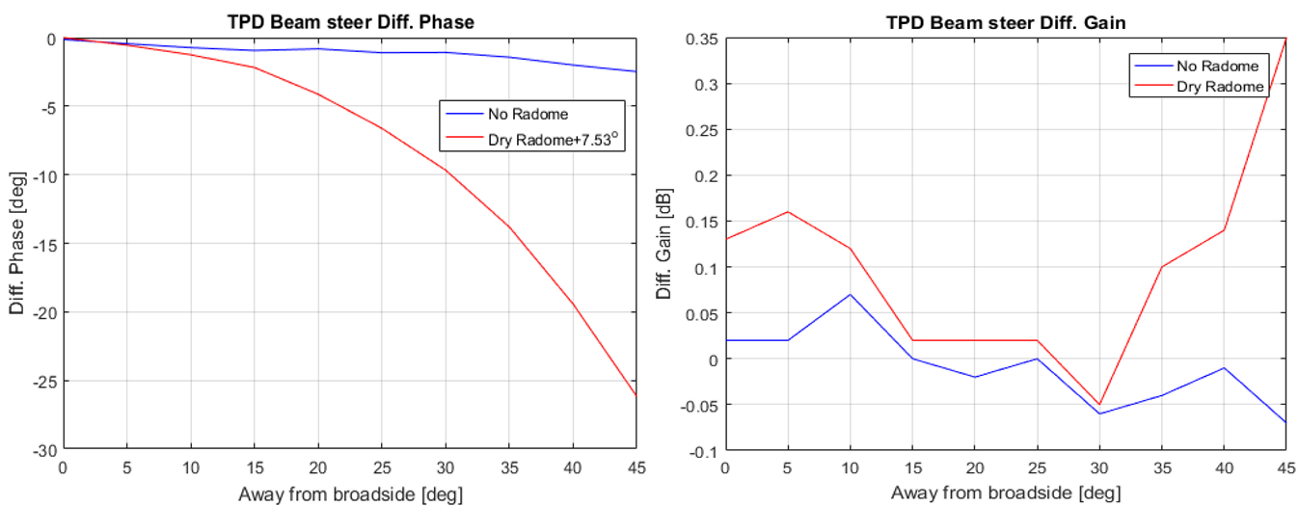 TPD Beam steer Diff. Phase
0
-5
-10
-15
-20
-25
-30
Diff. Phase [deg]
No Radome
Dry Radome+7.53°
0 5 10 15 20 25 30 35 40 45
Away from broadside [deg]
TPD Beam steer Diff. Gain
0.35
0.3
0.25
0.2
0.15
0.1
0.05
0
-0.05
-0.1
Diff. Gain [dB]
No Radome
Dry Radome
0 5 10 15 20 25 30 35 40 45
Away from broadside [deg]